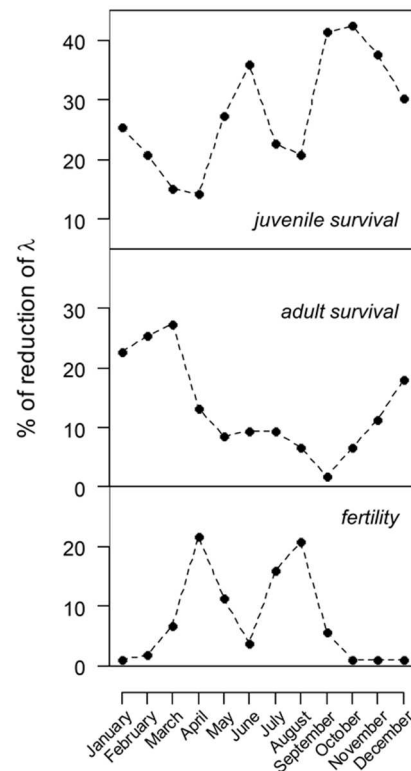 % of reduction of λ
40
30
20
10
juvenile survival
30
20
10
0
adult survival
20
10
0
fertility
January
February
March
April
May
June
July
August
September
October
November
December